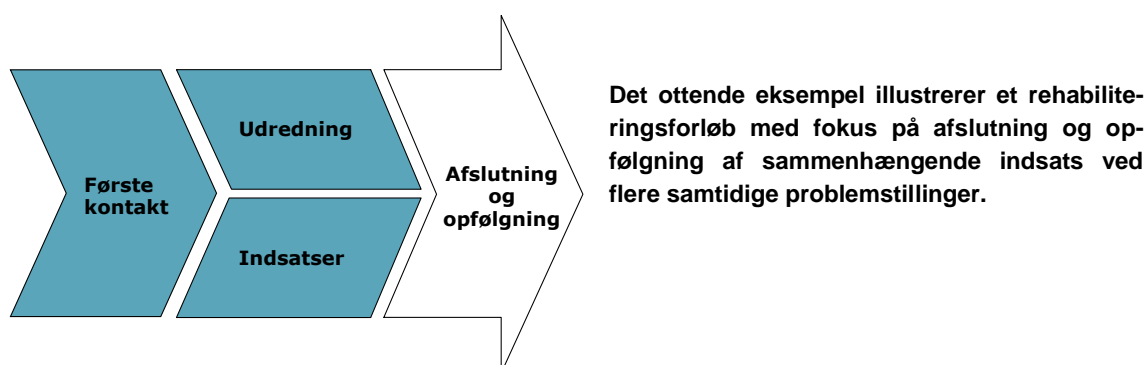 Første
kontakt
Udredning
Indsatser
Afslutning
og
opfølgning
Det ottende eksempel illustrerer et rehabilite-
ringsforløb med fokus på afslutning og op-
følgning af sammenhængende indsats ved
flere samtidige problemstillinger.